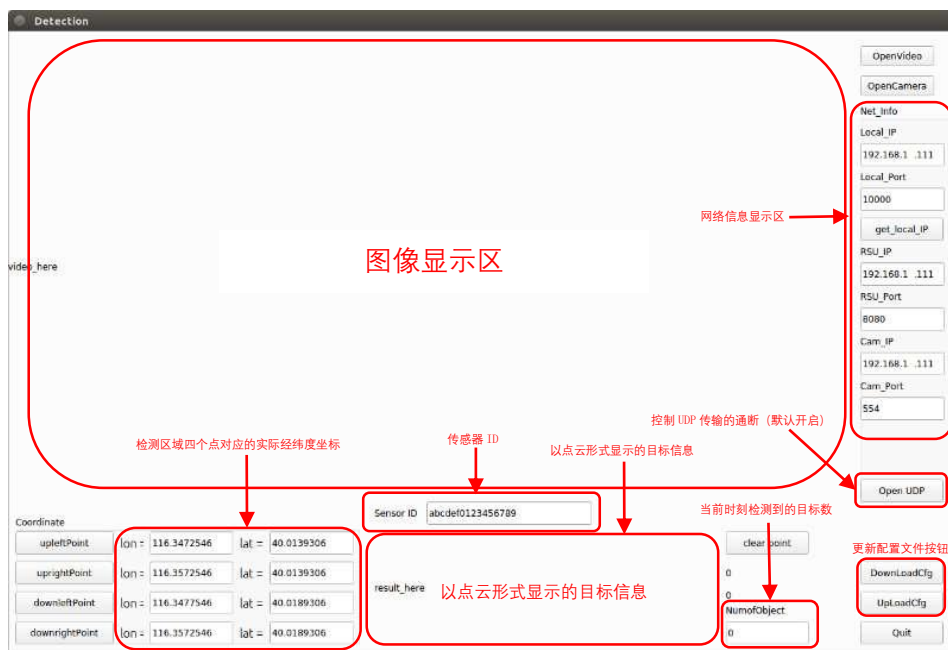 Detection
OpenVideo
OpenCamera
Net_Info
Local_IP
192.168.1 .111
Local_Port
10000
网络信息显示区
get_local_IP
RSU_IP
图像显示区
video_here
192.168.1 .111
RSU_Port
8080
Cam_IP
192.168.1 .111
Cam_Port
554
控制 UDP 传输的通断（默认开启）
检测区域四个点对应的实际经纬度坐标
传感器 ID
以点云形式显示的目标信息
Open UDP
当前时刻检测到的目标数
Sensor ID abcdef0123456789
Coordinate
upleftPoint lon = 116.3472546 lat = 40.0139306
clear point
更新配置文件按钮
uprightPoint lon = 116.3572546 lat = 40.0139306
0
DownLoadCfg
result_here
以点云形式显示的目标信息
0
downleftPoint lon = 116.3477546 lat = 40.0189306
NumofObject
UpLoadCfg
downrightPoint lon = 116.3572546 lat = 40.0189306
0
Quit